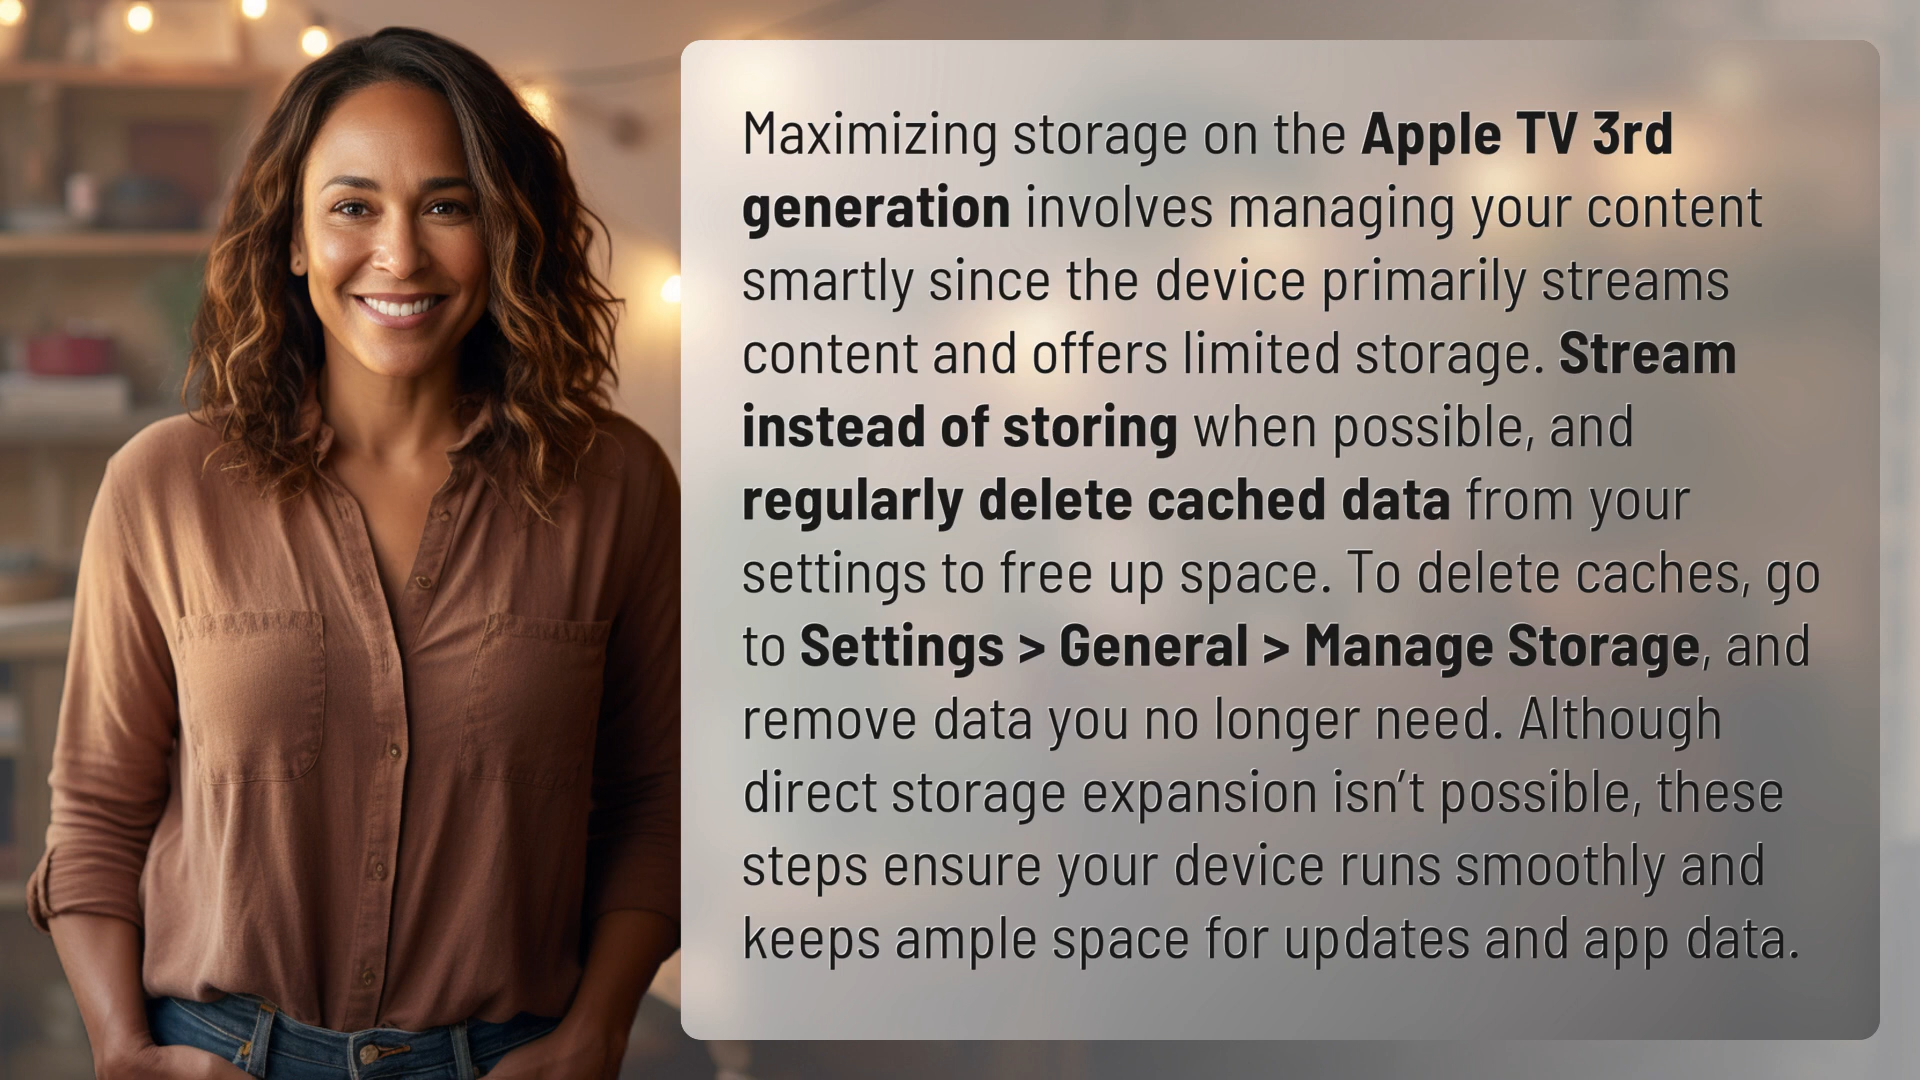 Maximizing storage on the Apple TV 3rd
generation involves managing your content
smartly since the device primarily streams
content and offers limited storage. Stream
instead of storing when possible, and
regularly delete cached data from your
settings to free up space. To delete caches, go
to Settings > General > Manage Storage, and
remove data you no longer need. Although
direct storage expansion isn’t possible, these
steps ensure your device runs smoothly and
keeps ample space for updates and app data.